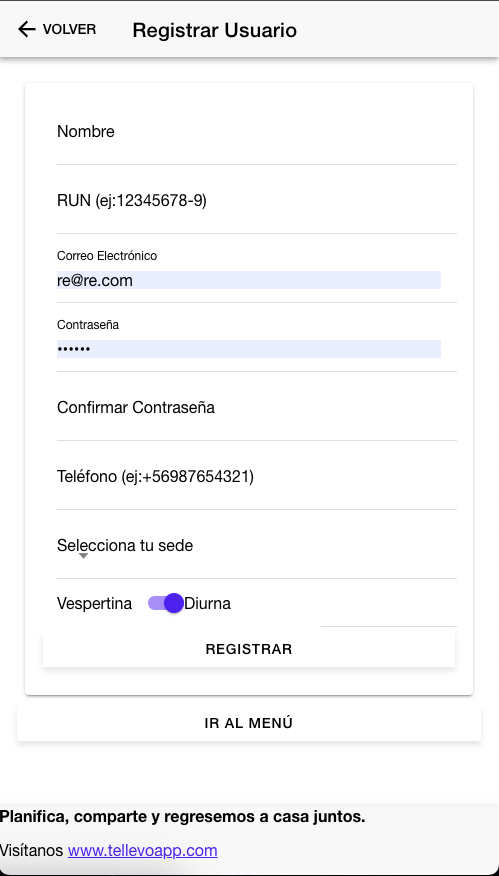 VOLVER Registrar Usuario
Nombre
RUN (ej:12345678-9)
Correo Electrónico
re@re.com
Contraseña
••••••
Confirmar Contraseña
Teléfono (ej:+56987654321)
Selecciona tu sede
Vespertina Diurna
REGISTRAR
IR AL MENÚ
Planifica, comparte y regresemos a casa juntos.
Visítanos www.tellevoapp.com